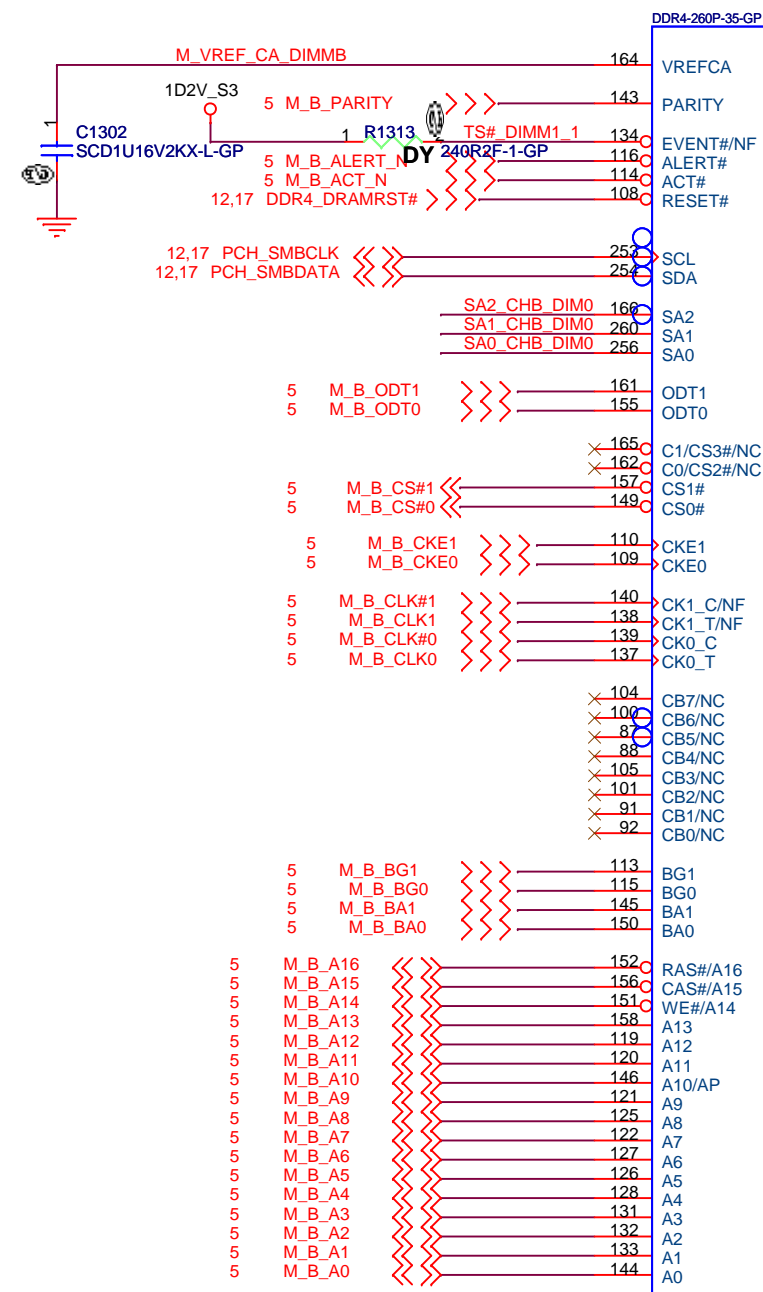 DDR4-260P-35-GP
M_VREF_CA_DIMMB 164 VREFCA
1D2V_S3
5 M_B_PARITY 143 PARITY
1 C1302 SCD1U16V2KX-L-GP
1 R1313 DY 240R2F-1-GP TS#_DIMM1_1 134 EVENT#/NF
5 M_B_ALERT_N 116 ALERT#
5 M_B_ACT_N 114 ACT#
12,17 DDR4_DRAMRST# 108 RESET#
12,17 PCH_SMBCLK 253 SCL
12,17 PCH_SMBDATA 254 SDA
SA2_CHB_DIM0 166 SA2
SA1_CHB_DIM0 260 SA1
SA0_CHB_DIM0 256 SA0
5 M_B_ODT1 161 ODT1
5 M_B_ODT0 155 ODT0
165 C1/CS3#/NC
162 C0/CS2#/NC
5 M_B_CS#1 157 CS1#
5 M_B_CS#0 149 CS0#
5 M_B_CKE1 110 CKE1
5 M_B_CKE0 109 CKE0
5 M_B_CLK#1 140 CK1_C/NF
5 M_B_CLK1 138 CK1_T/NF
5 M_B_CLK#0 139 CK0_C
5 M_B_CLK0 137 CK0_T
104 CB7/NC
100 CB6/NC
87 CB5/NC
88 CB4/NC
105 CB3/NC
101 CB2/NC
91 CB1/NC
92 CB0/NC
5 M_B_BG1 113 BG1
5 M_B_BG0 115 BG0
5 M_B_BA1 145 BA1
5 M_B_BA0 150 BA0
5 M_B_A16 152 RAS#/A16
5 M_B_A15 156 CAS#/A15
5 M_B_A14 151 WE#/A14
5 M_B_A13 158 A13
5 M_B_A12 119 A12
5 M_B_A11 120 A11
5 M_B_A10 146 A10/AP
5 M_B_A9 121 A9
5 M_B_A8 125 A8
5 M_B_A7 122 A7
5 M_B_A6 127 A6
5 M_B_A5 126 A5
5 M_B_A4 128 A4
5 M_B_A3 131 A3
5 M_B_A2 132 A2
5 M_B_A1 133 A1
5 M_B_A0 144 A0